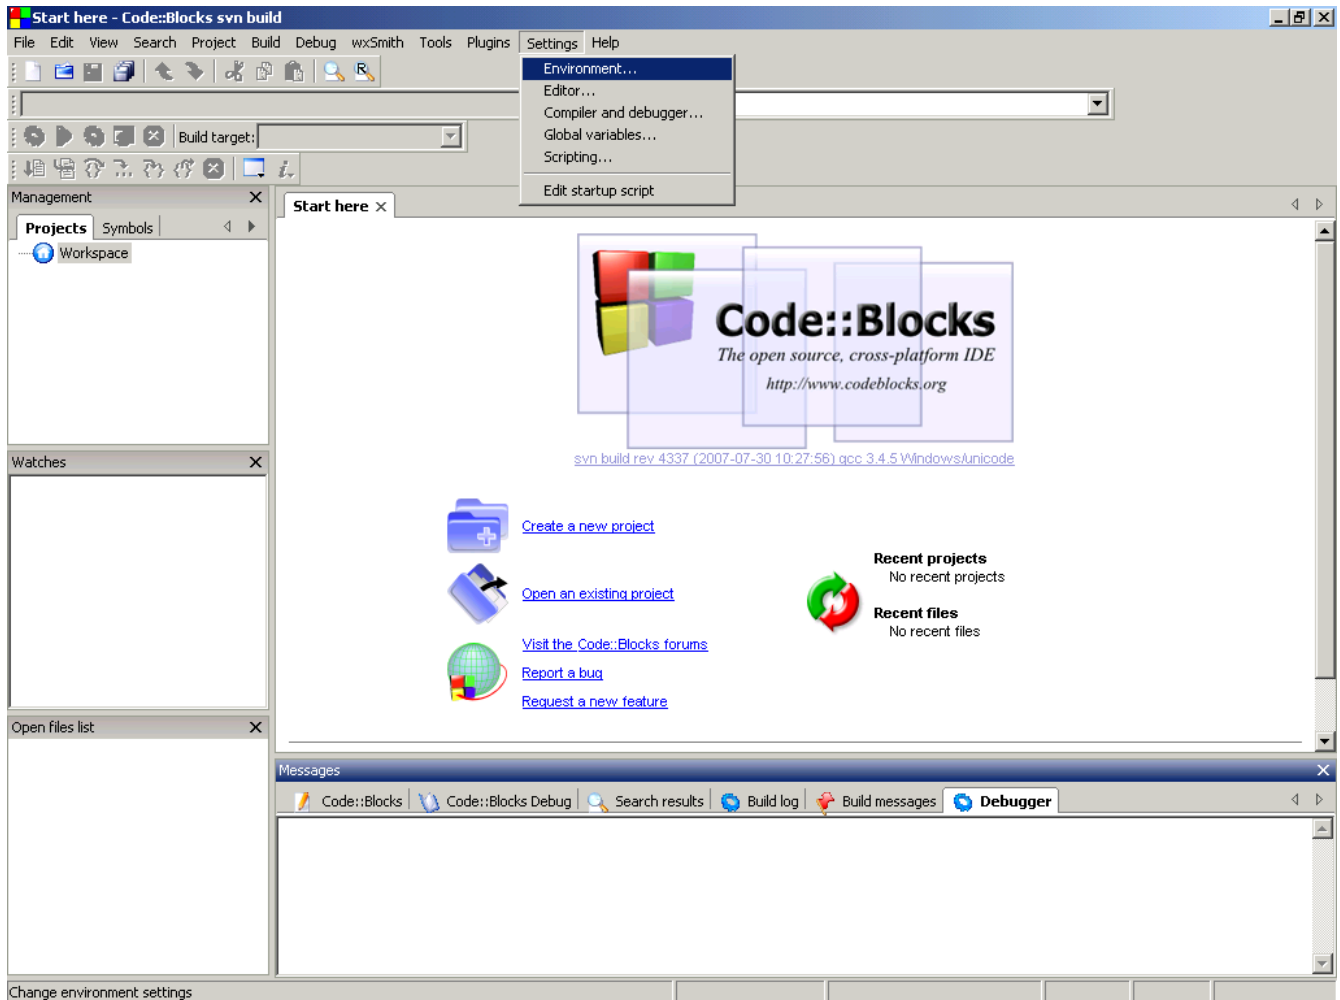 Start here - Code::Blocks svn build
File Edit View Search Project Build Debug wxSmith Tools Plugins Settings Help
Environment...
Editor...
Compiler and debugger...
Global variables...
Scripting...
Edit startup script
Build target:
Management
Projects Symbols
Workspace
Start here
Code::Blocks
The open source, cross-platform IDE
http://www.codeblocks.org
svn build rev 4337 (2007-07-30 10:27:56) gcc 3.4.5 Windows/unicode
Create a new project
Open an existing project
Visit the Code::Blocks forums
Report a bug
Request a new feature
Recent projects
No recent projects
Recent files
No recent files
Watches
Open files list
Messages
Code::Blocks Code::Blocks Debug Search results Build log Build messages Debugger
Change environment settings